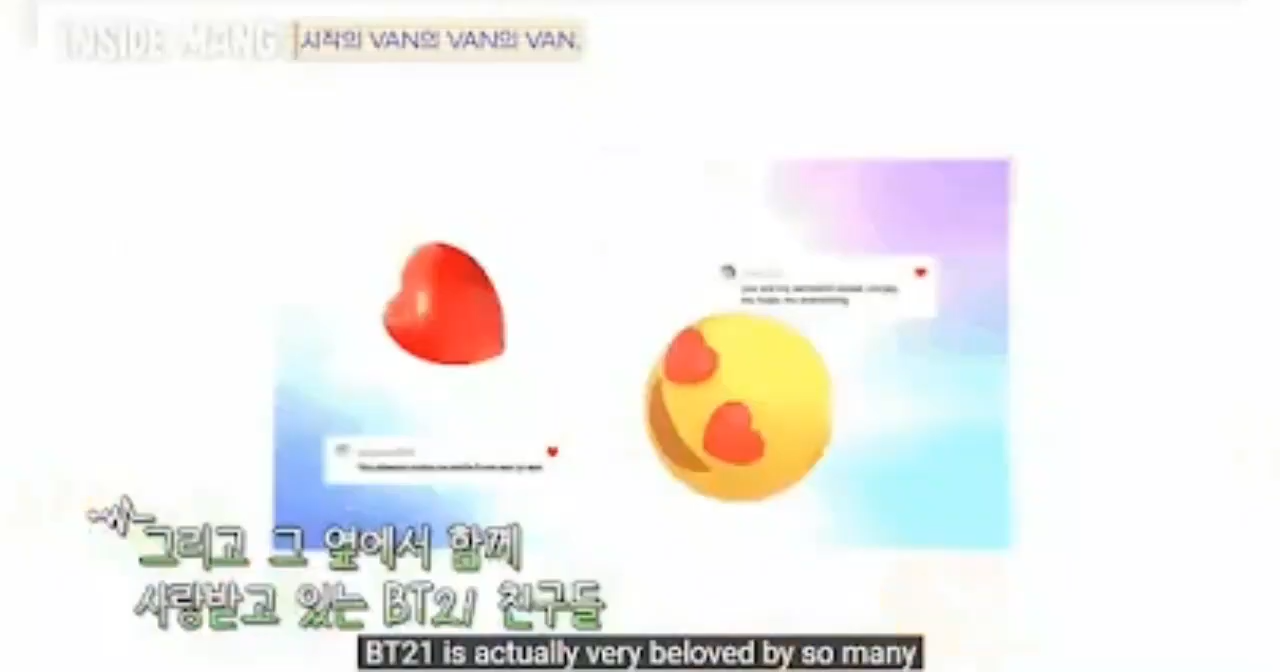 INSIDE MANG
시작의 VAN의 VAN의 VAN.
그리고 그 옆에서 함께
사랑받고 있는 BT21 친구들
BT21 is actually very beloved by so many